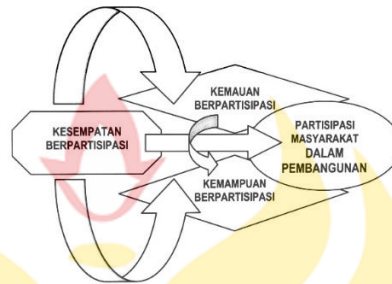 KEMAUAN
BERPARTISIPASI
KESEMPATAN
BERPARTISIPASI
PARTISIPASI
MASYARAKAT
DALAM
PEMBANGUNAN
KEMAMPUAN
BERPARTISIPASI